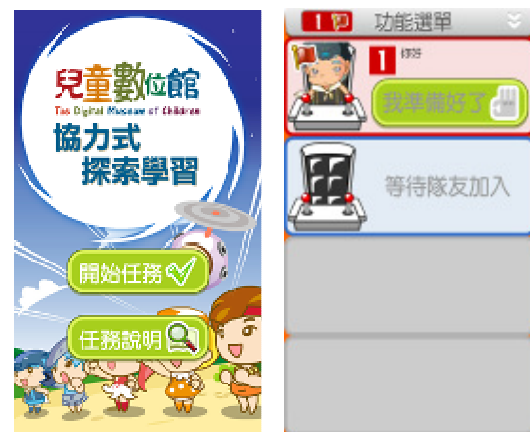 兒童數位館
The Digital Museum of Children
協力式
探索學習
開始任務
任務說明
1
功能選單
1 你好
我準備好了
等待隊友加入